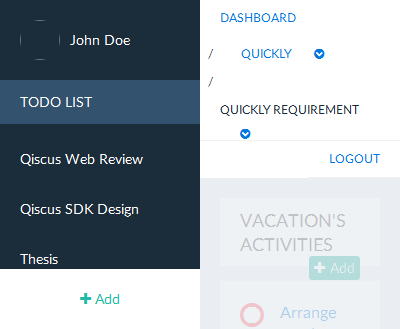 John Doe
TODO LIST
Qiscus Web Review
Qiscus SDK Design
Thesis
Add
DASHBOARD
/ QUICKLY
/
QUICKLY REQUIREMENT
LOGOUT
VACATION'S
ACTIVITIES
Add
Arrange